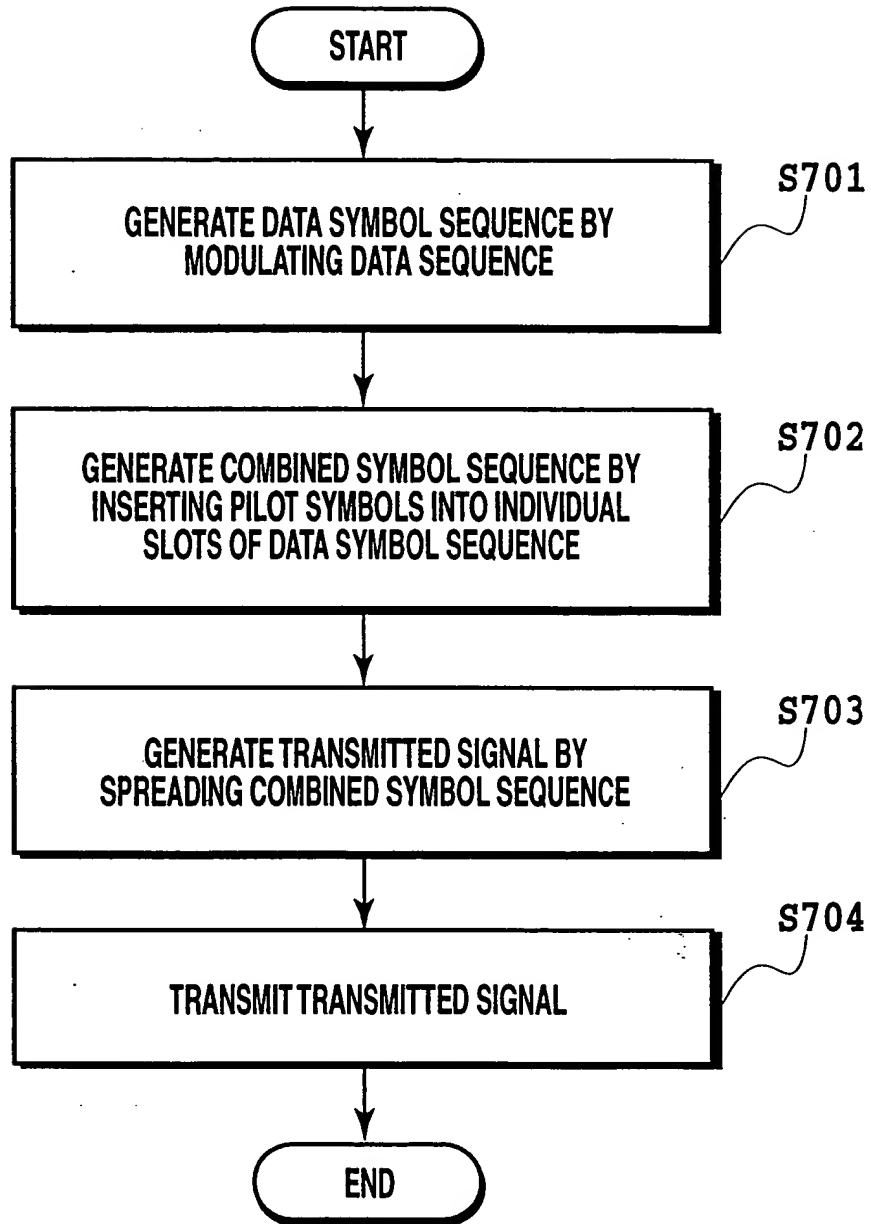 START
S701
GENERATE DATA SYMBOL SEQUENCE BY
MODULATING DATA SEQUENCE
S702
GENERATE COMBINED SYMBOL SEQUENCE BY
INSERTING PILOT SYMBOLS INTO INDIVIDUAL
SLOTS OF DATA SYMBOL SEQUENCE
S703
GENERATE TRANSMITTED SIGNAL BY
SPREADING COMBINED SYMBOL SEQUENCE
S704
TRANSMIT TRANSMITTED SIGNAL
END